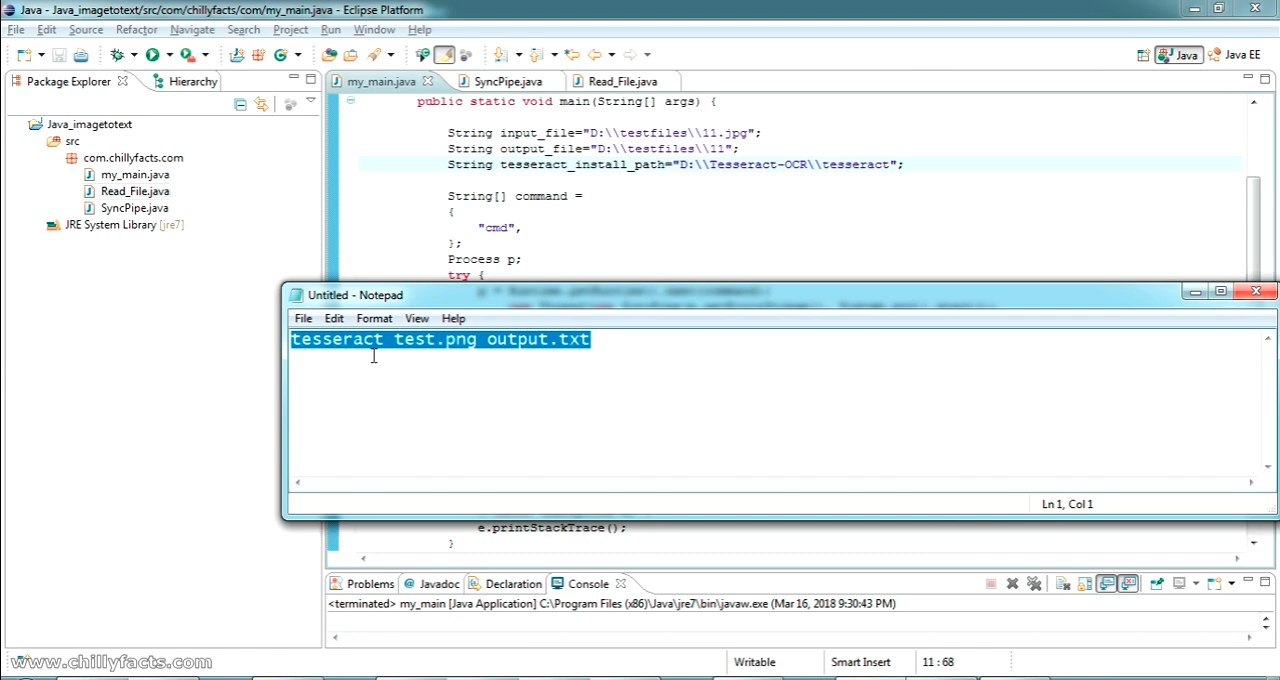 Java - Java_imagetotext/src/com/chillyfacts/com/my_main.java - Eclipse Platform
File Edit Source Refactor Navigate Search Project Run Window Help
Java Java EE
Package Explorer Hierarchy
my_main.java SyncPipe.java Read_File.java
Java_imagetotext
src
com.chillyfacts.com
my_main.java
Read_File.java
SyncPipe.java
JRE System Library [jre7]
public static void main(String[] args) {
String input_file="D:\\testfiles\\11.jpg";
String output_file="D:\\testfiles\\11";
String tesseract_install_path="D:\\Tesseract-OCR\\tesseract";
String[] command =
{
"cmd",
};
Process p;
try {
Untitled - Notepad
File Edit Format View Help
tesseract test.png output.txt
Ln 1, Col 1
e.printStackTrace();
}
Problems @ Javadoc Declaration Console
<terminated> my_main [Java Application] C:\Program Files (x86)\Java\jre7\bin\javaw.exe (Mar 16, 2018 9:30:43 PM)
www.chillyfacts.com
Writable Smart Insert 11 : 68